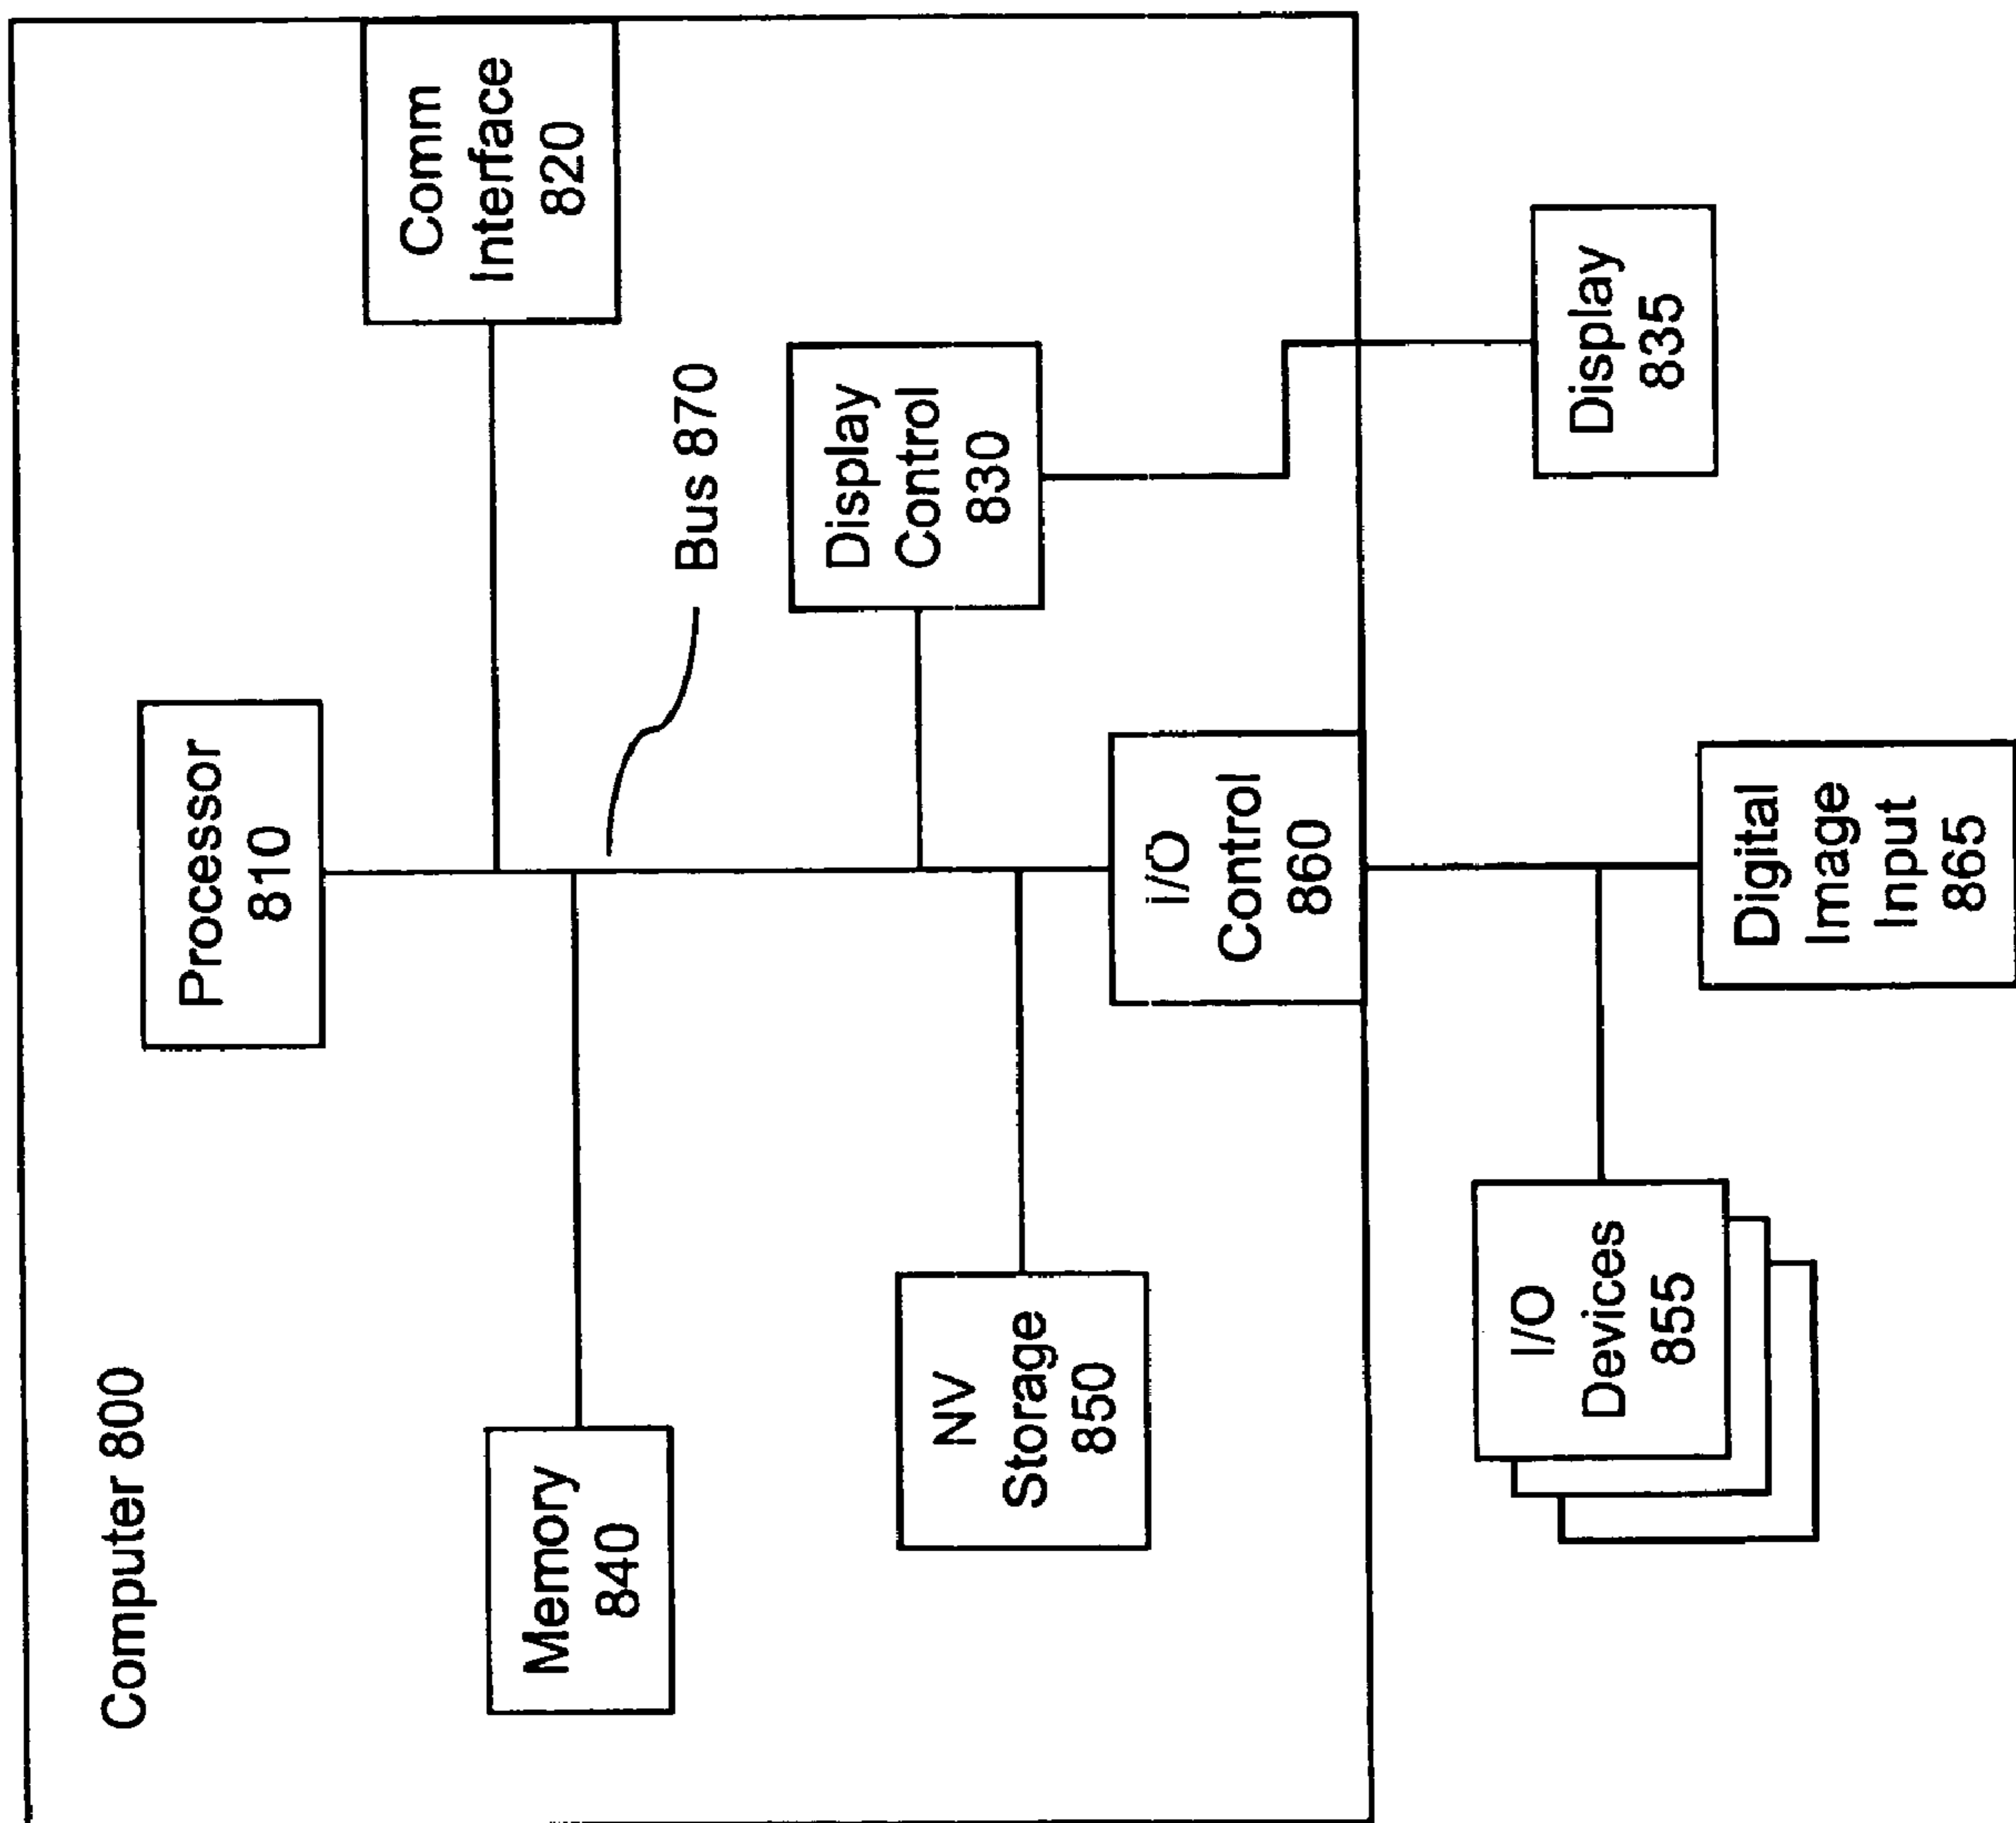 Computer 800
Processor
810
Memory
840
Comm
Interface
820
Bus 870
NV
Storage
850
Display
Control
830
I/O
Control
860
I/O
Devices
855
Digital
Image
Input
865
Display
835